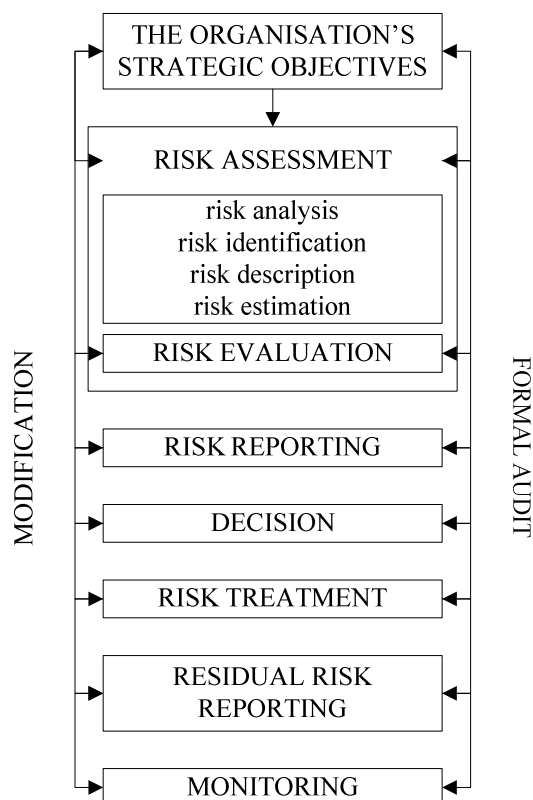 THE ORGANISATION'S
STRATEGIC OBJECTIVES
RISK ASSESSMENT
risk analysis
risk identification
risk description
risk estimation
RISK EVALUATION
MODIFICATION
FORMAL AUDIT
RISK REPORTING
DECISION
RISK TREATMENT
RESIDUAL RISK
REPORTING
MONITORING